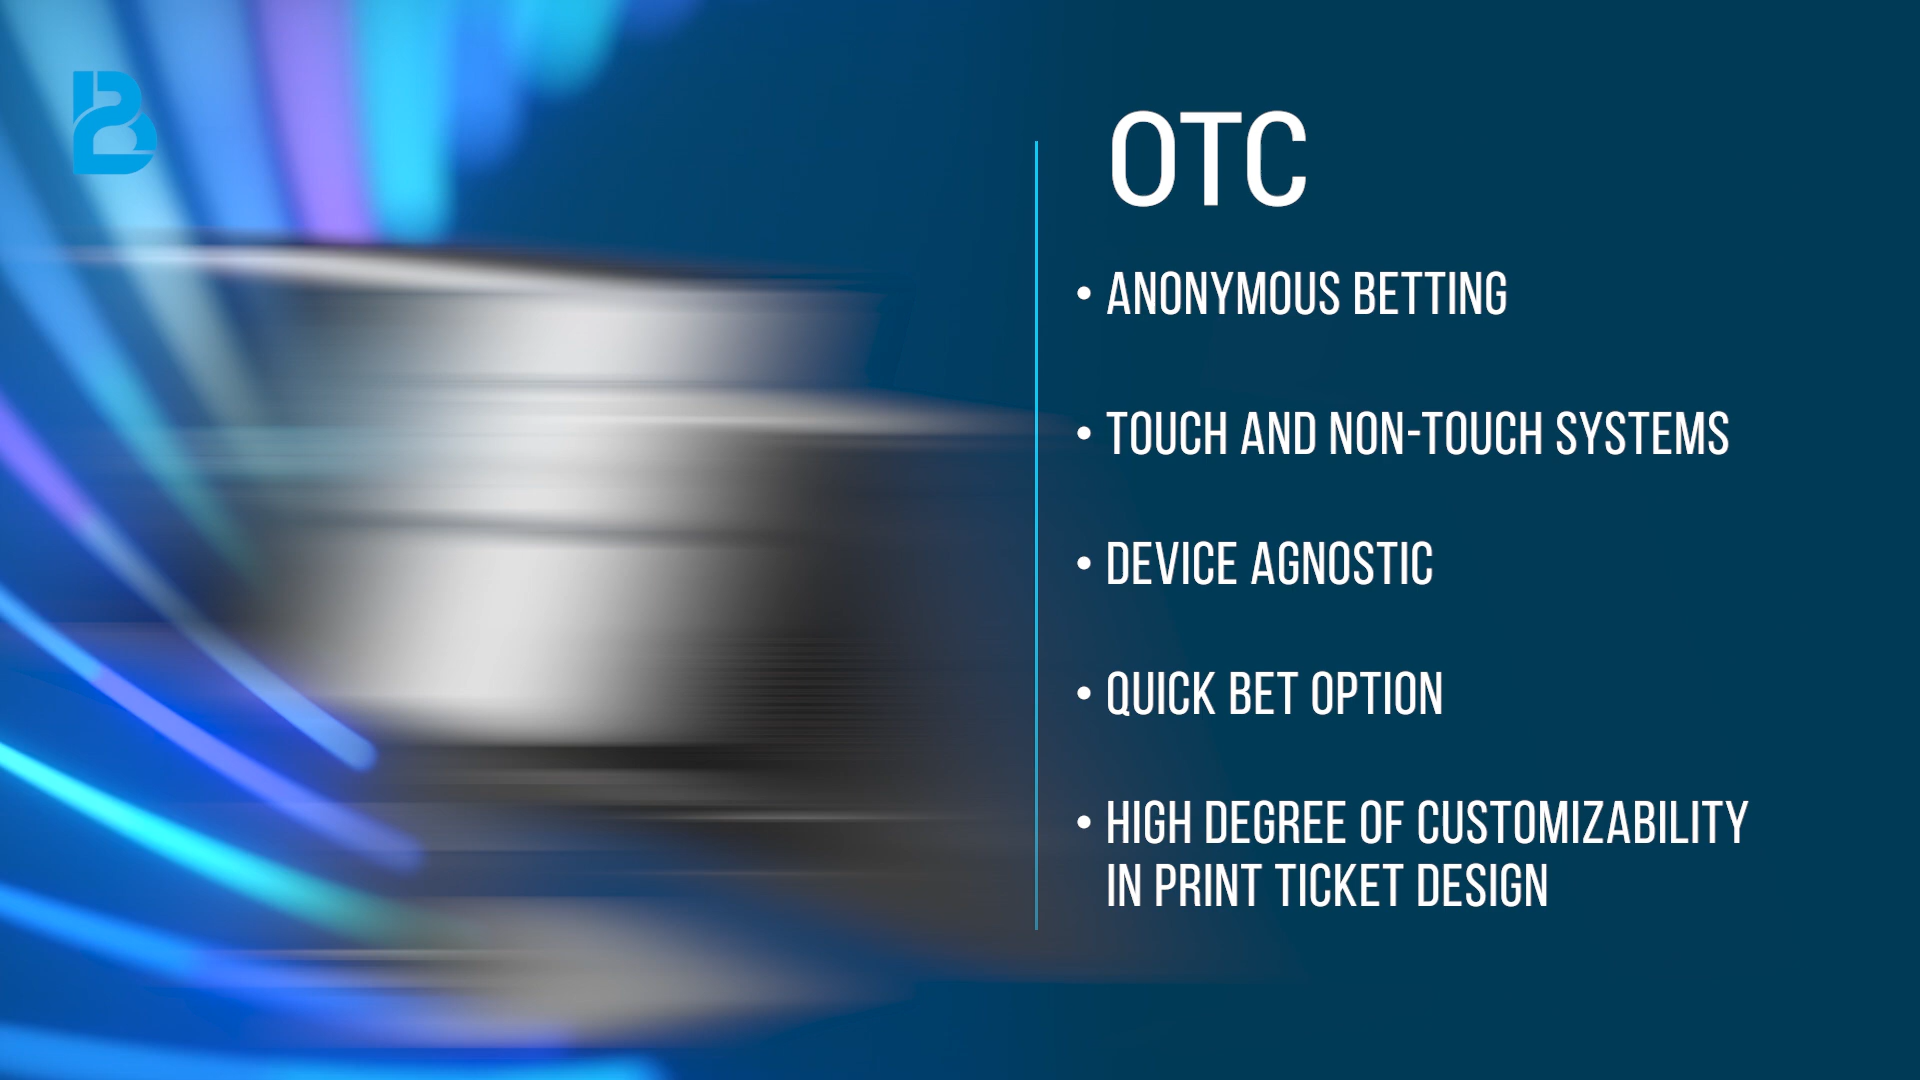 OTC
• ANONYMOUS BETTING
• TOUCH AND NON-TOUCH SYSTEMS
• DEVICE AGNOSTIC
• QUICK BET OPTION
• HIGH DEGREE OF CUSTOMIZABILITY
IN PRINT TICKET DESIGN